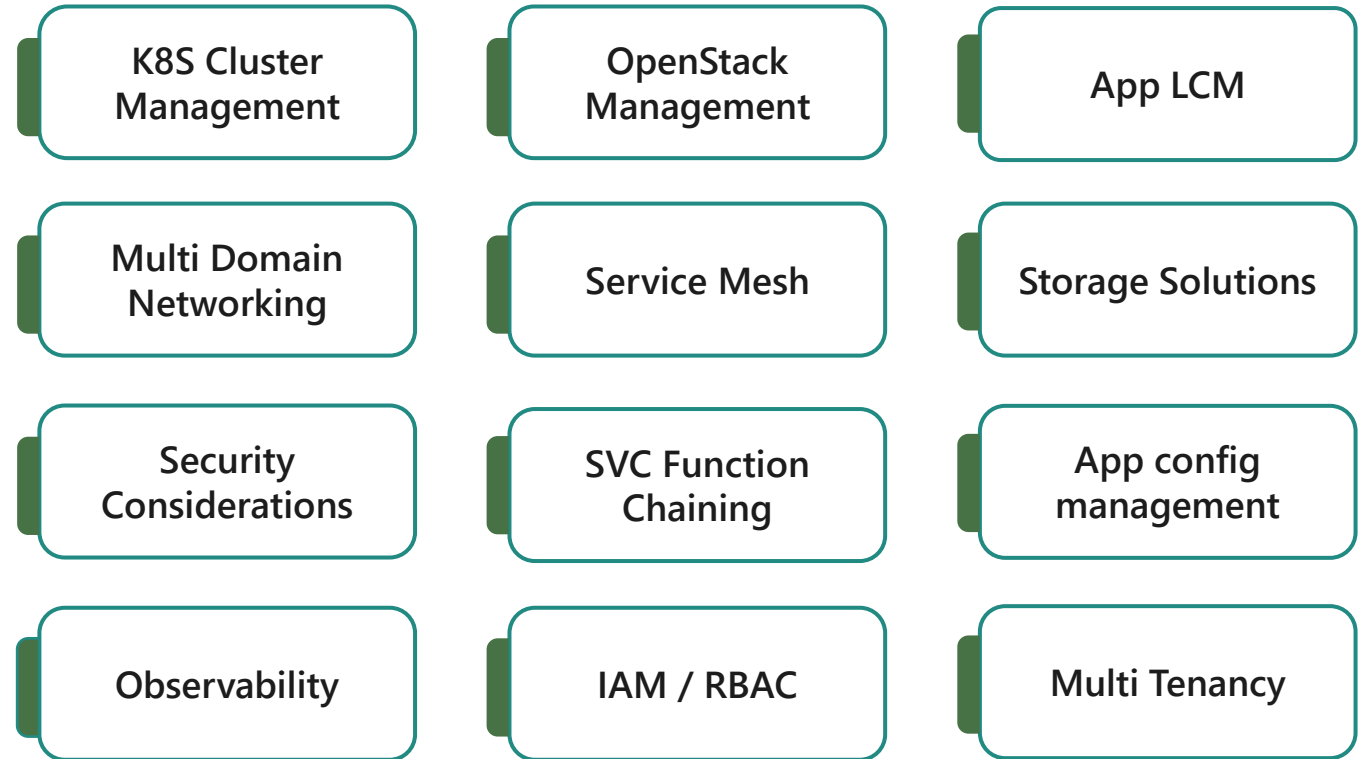 K8S Cluster
Management
OpenStack
Management
App LCM
Multi Domain
Networking
Service Mesh
Storage Solutions
Security
Considerations
SVC Function
Chaining
App config
management
Observability
IAM / RBAC
Multi Tenancy